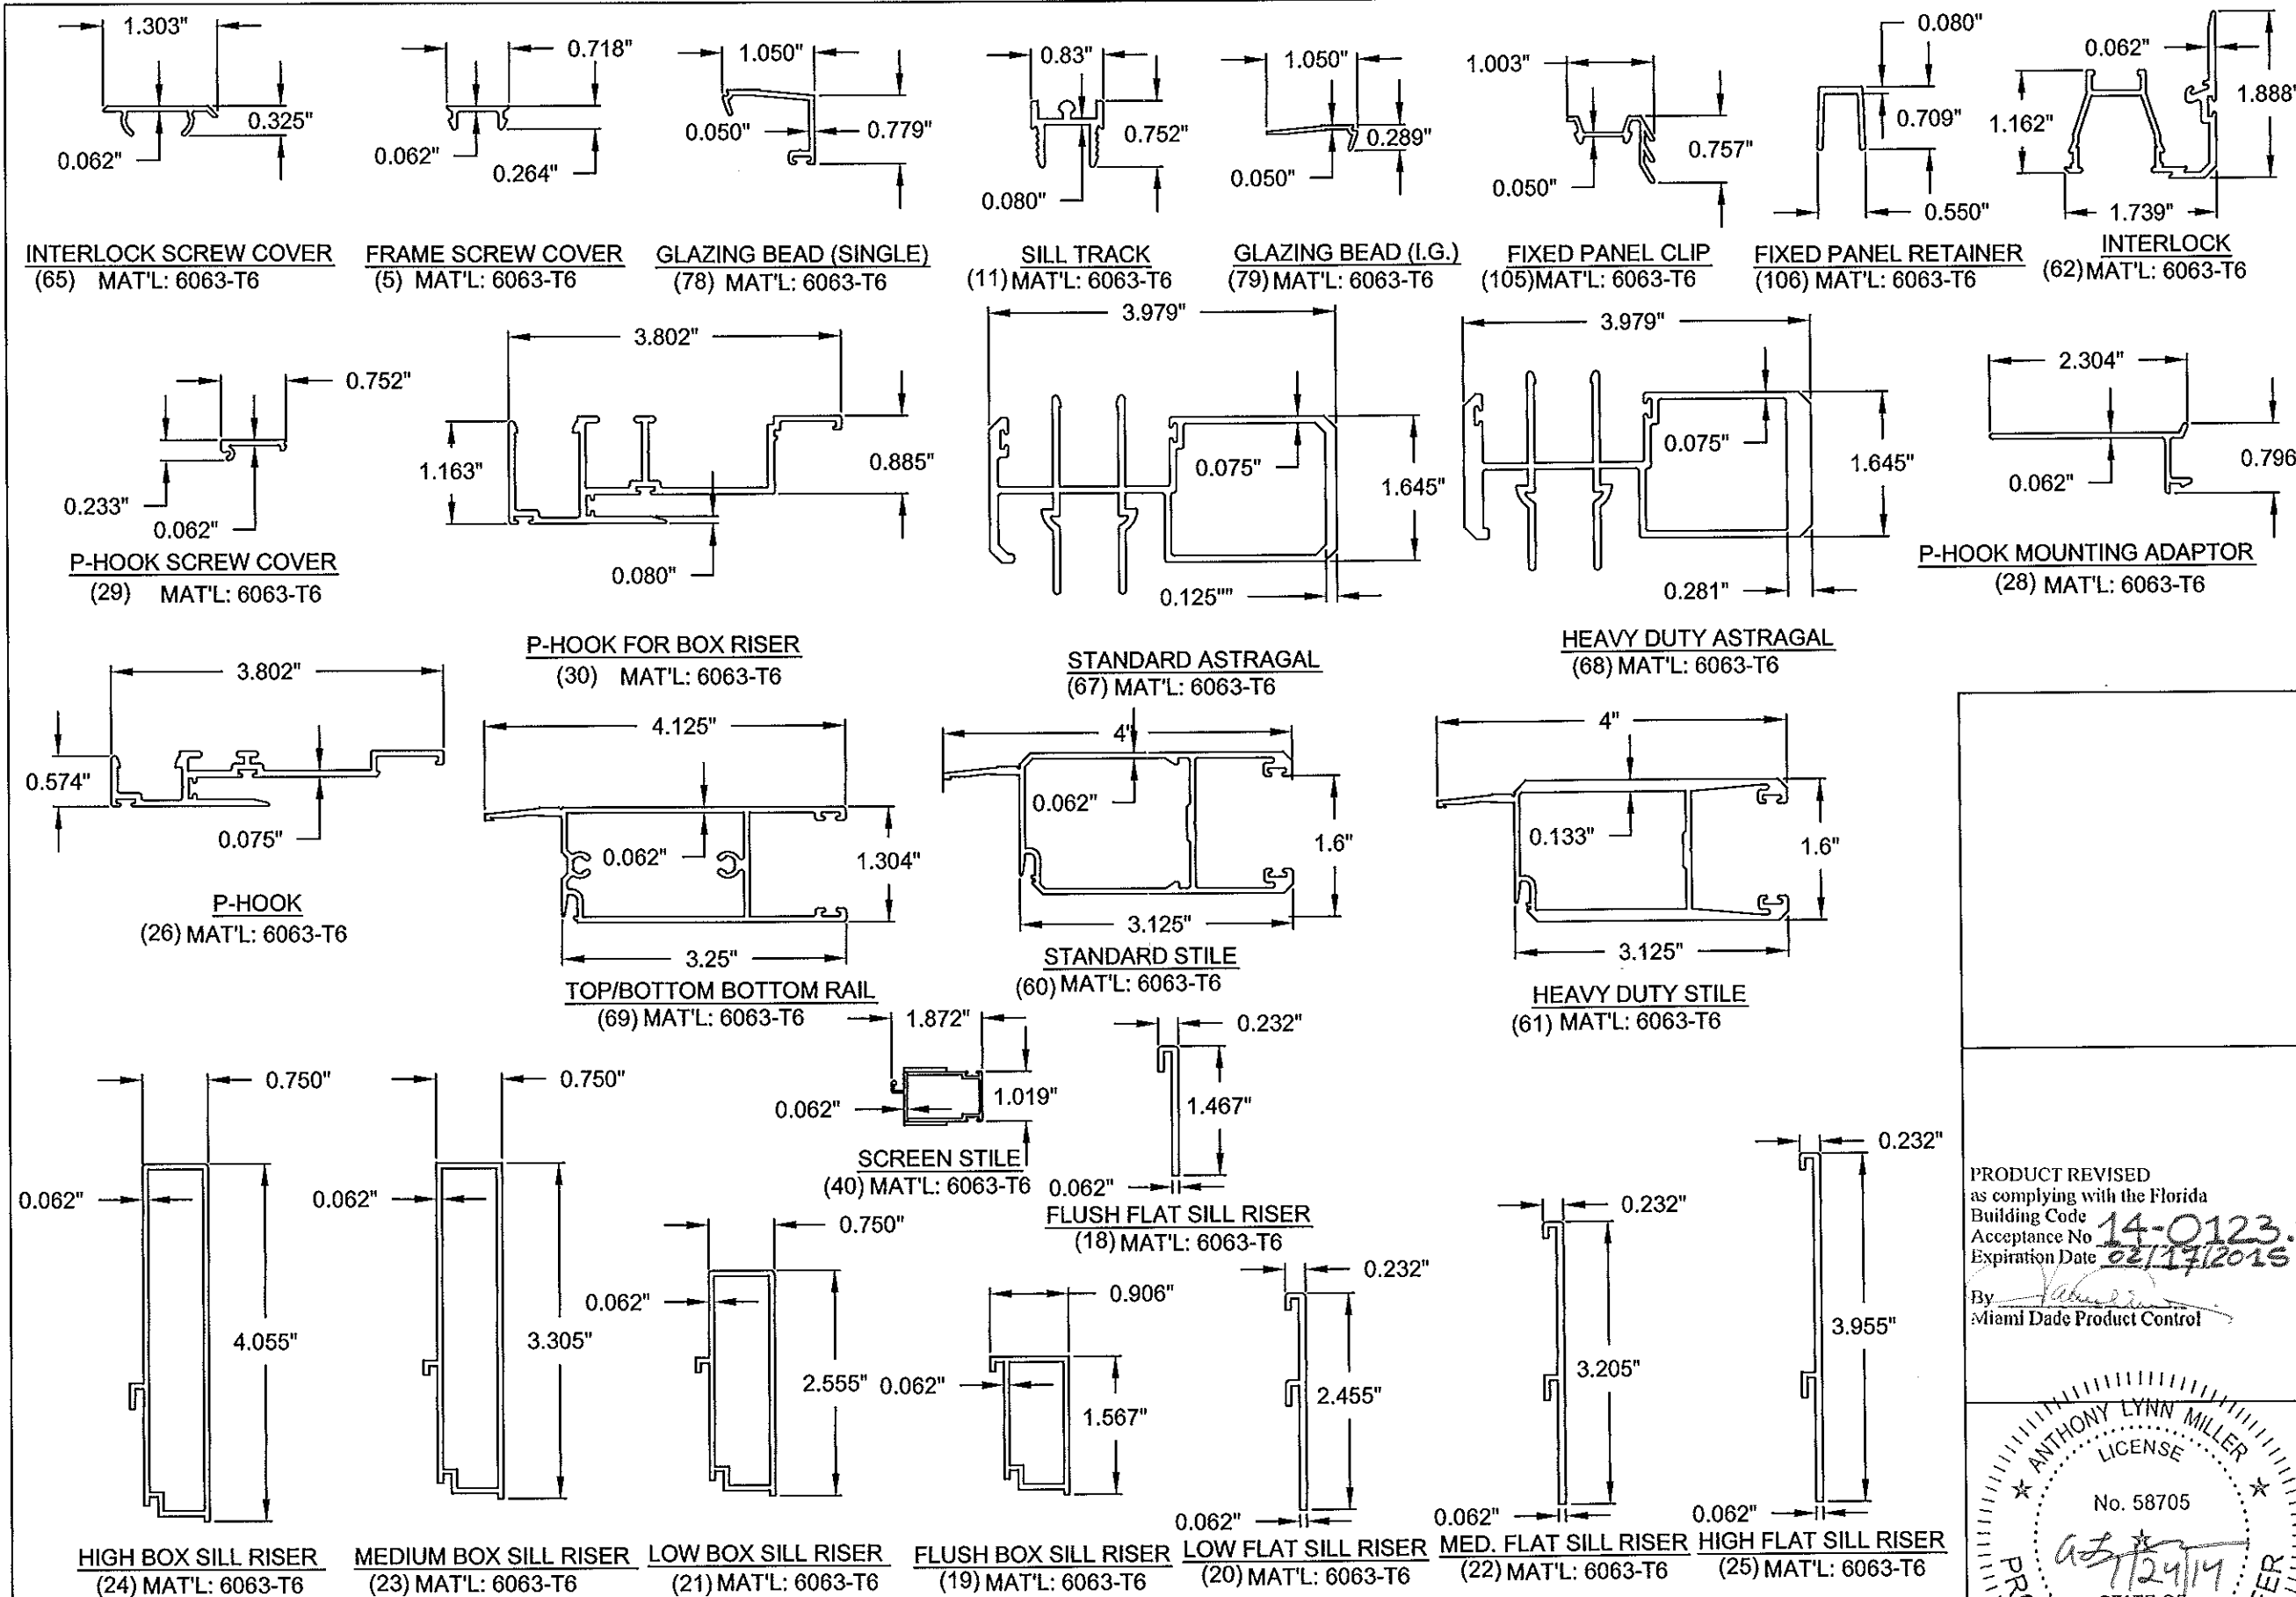 1.303"
0.325"
0.062"
INTERLOCK SCREW COVER
(65) MAT'L: 6063-T6
0.718"
0.062"
0.264"
FRAME SCREW COVER
(5) MAT'L: 6063-T6
1.050"
0.050"
0.779"
GLAZING BEAD (SINGLE)
(78) MAT'L: 6063-T6
0.83"
0.752"
0.080"
SILL TRACK
(11) MAT'L: 6063-T6
1.050"
0.289"
0.050"
GLAZING BEAD (I.G.)
(79) MAT'L: 6063-T6
1.003"
0.757"
0.050"
FIXED PANEL CLIP
(105) MAT'L: 6063-T6
0.080"
0.709"
0.550"
FIXED PANEL RETAINER
(106) MAT'L: 6063-T6
0.062"
1.888"
1.162"
1.739"
INTERLOCK
(62) MAT'L: 6063-T6
0.752"
0.233"
0.062"
P-HOOK SCREW COVER
(29) MAT'L: 6063-T6
3.802"
1.163"
0.885"
0.080"
P-HOOK FOR BOX RISER
(30) MAT'L: 6063-T6
3.979"
0.075"
1.645"
0.125""
STANDARD ASTRAGAL
(67) MAT'L: 6063-T6
3.979"
0.075"
1.645"
0.281"
HEAVY DUTY ASTRAGAL
(68) MAT'L: 6063-T6
2.304"
0.796
0.062"
P-HOOK MOUNTING ADAPTOR
(28) MAT'L: 6063-T6
3.802"
0.574"
0.075"
P-HOOK
(26) MAT'L: 6063-T6
4.125"
0.062"
1.304"
3.25"
TOP/BOTTOM BOTTOM RAIL
(69) MAT'L: 6063-T6
4"
0.062"
1.6"
3.125"
STANDARD STILE
(60) MAT'L: 6063-T6
4"
0.133"
1.6"
3.125"
HEAVY DUTY STILE
(61) MAT'L: 6063-T6
1.872"
0.062"
1.019"
SCREEN STILE
(40) MAT'L: 6063-T6
0.232"
1.467"
0.062"
FLUSH FLAT SILL RISER
(18) MAT'L: 6063-T6
0.750"
0.062"
4.055"
HIGH BOX SILL RISER
(24) MAT'L: 6063-T6
0.750"
0.062"
3.305"
MEDIUM BOX SILL RISER
(23) MAT'L: 6063-T6
0.750"
0.062"
2.555"
LOW BOX SILL RISER
(21) MAT'L: 6063-T6
0.906"
0.062"
1.567"
FLUSH BOX SILL RISER
(19) MAT'L: 6063-T6
0.232"
2.455"
0.062"
LOW FLAT SILL RISER
(20) MAT'L: 6063-T6
0.232"
3.205"
0.062"
MED. FLAT SILL RISER
(22) MAT'L: 6063-T6
0.232"
3.955"
0.062"
HIGH FLAT SILL RISER
(25) MAT'L: 6063-T6
PRODUCT REVISED
as complying with the Florida
Building Code
Acceptance No 14-0123.
Expiration Date 02/17/2015
By
Miami Dade Product Control
ANTHONY LYNN MILLER
LICENSE
No. 58705
1/24/14